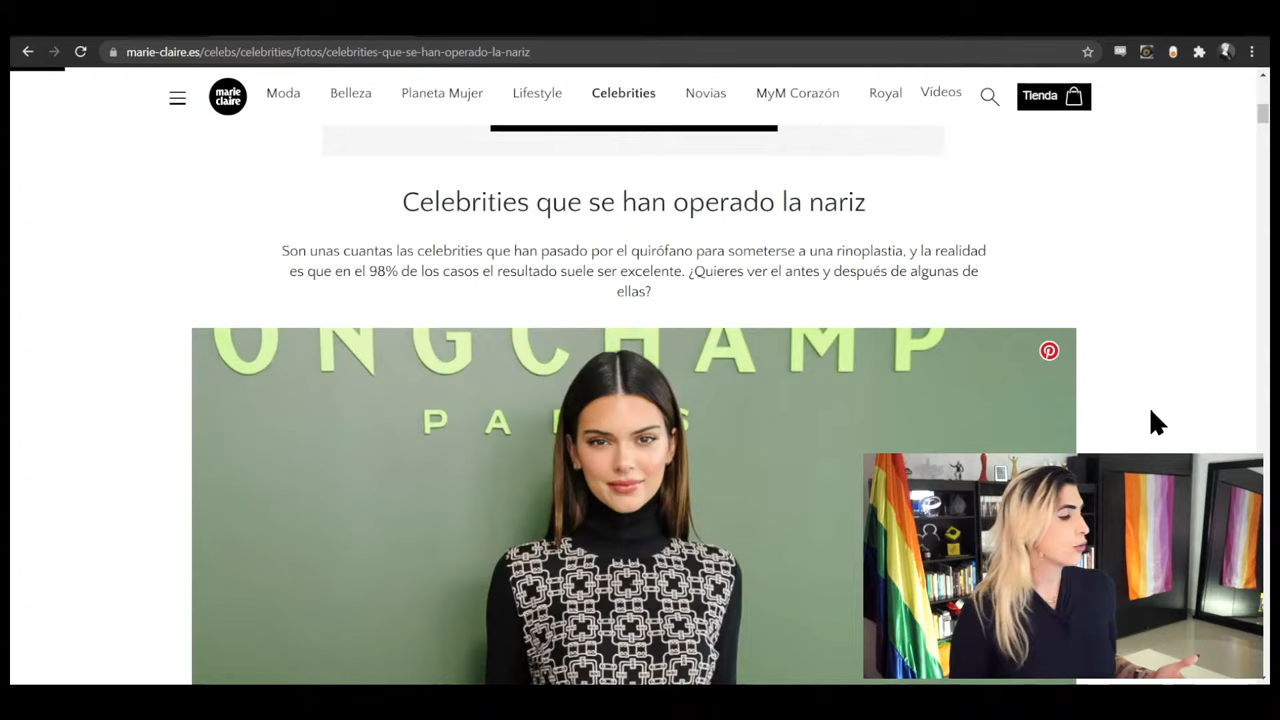 marie-claire.es/celebs/celebrities/fotos/celebrities-que-se-han-operado-la-nariz
marie claire
Moda
Belleza
Planeta Mujer
Lifestyle
Celebrities
Novias
MyM Corazón
Royal
Vídeos
Tienda
Celebrities que se han operado la nariz
Son unas cuantas las celebrities que han pasado por el quirófano para someterse a una rinoplastia, y la realidad
es que en el 98% de los casos el resultado suele ser excelente. ¿Quieres ver el antes y después de algunas de
ellas?
ONGCHAMP
PA S